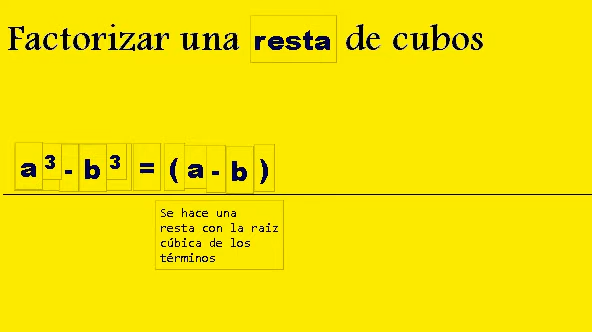 Factorizar una resta de cubos
a³-b³ = (a-b)
Se hace una
resta con la raiz
cúbica de los
términos